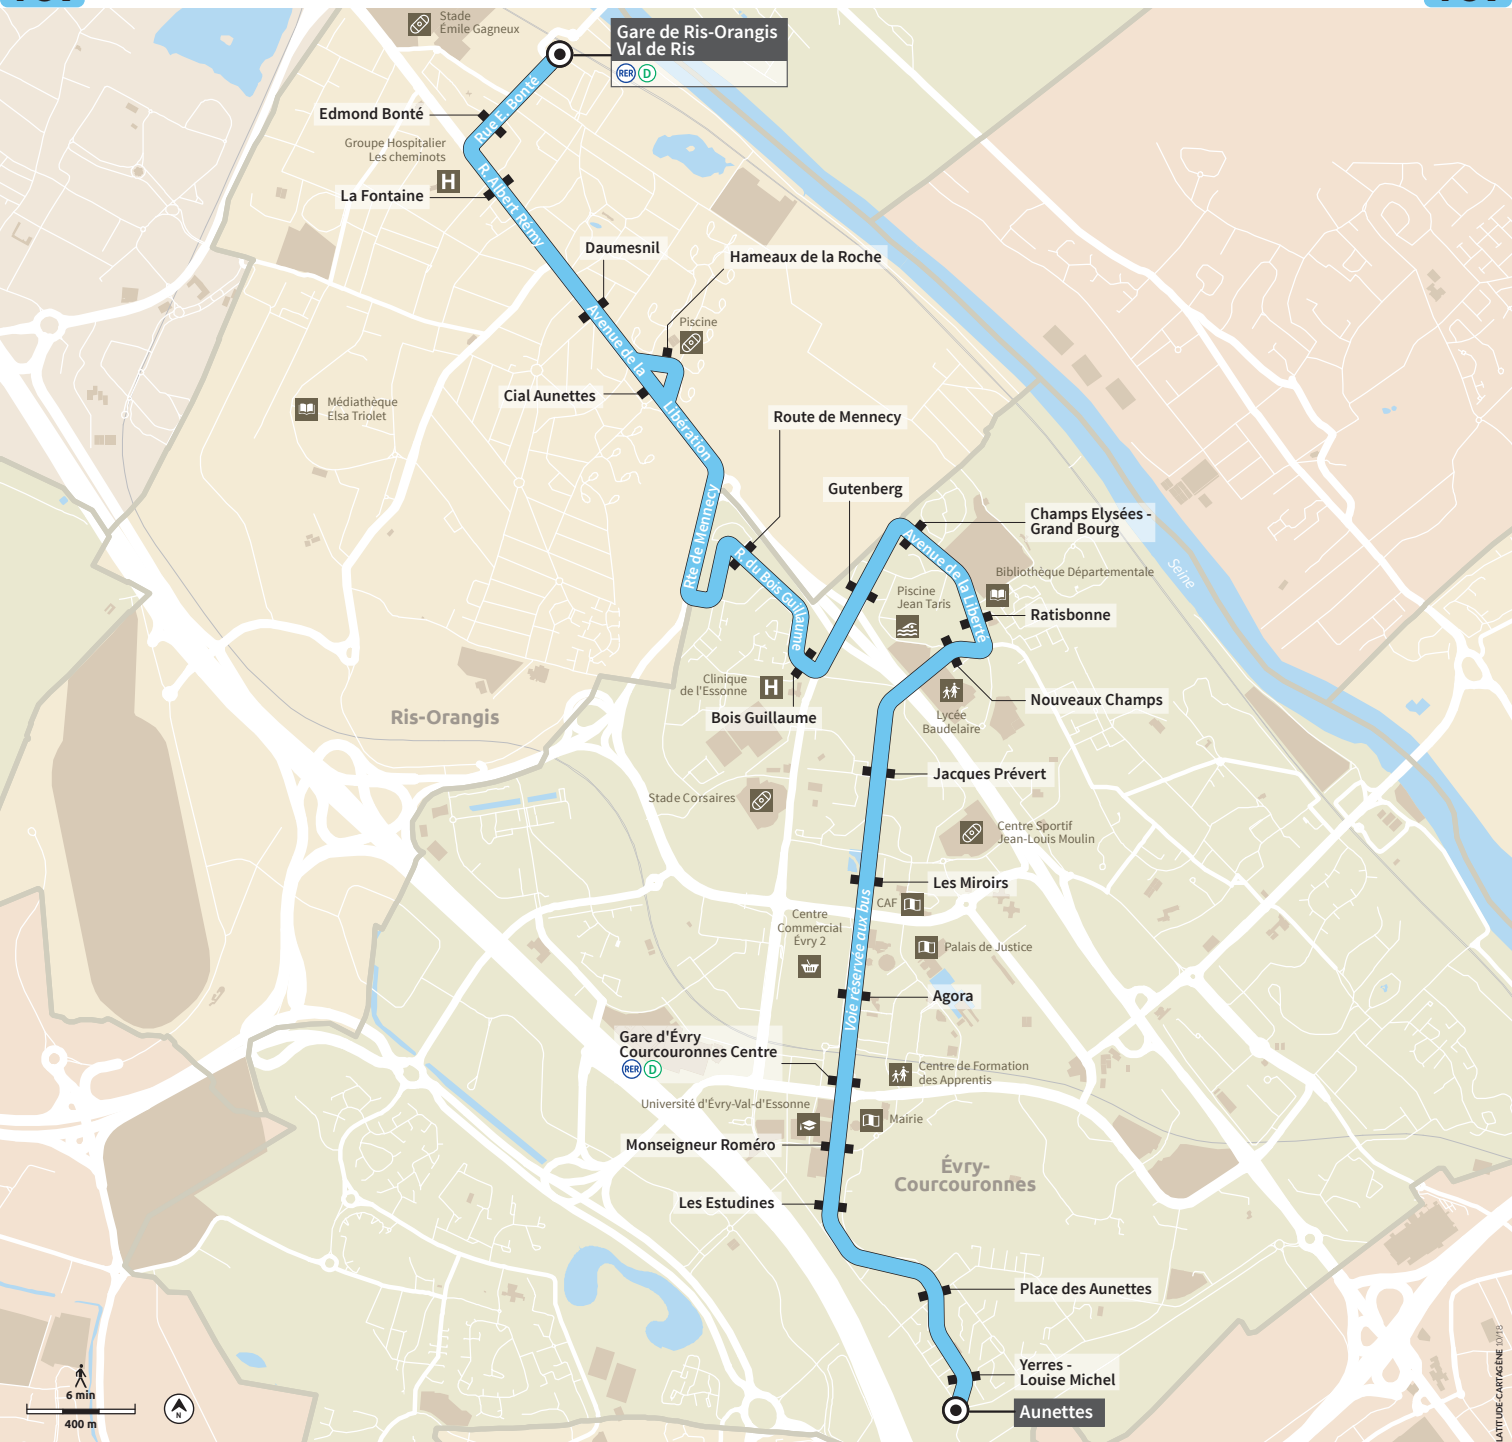 Stade
Émile Gagneux
Gare de Ris-Orangis
Val de Ris
RER D
Rue E. Bonté
Edmond Bonté
Groupe Hospitalier
Les cheminots
H
La Fontaine
R. Albert Rémy
Daumesnil
Hameaux de la Roche
Piscine
Avenue de la
Libération
Cial Aunettes
Médiathèque
Elsa Triolet
Route de Mennecy
Rte de Mennecy
Gutenberg
R. du Bois Guillaume
Champs Elysées -
Grand Bourg
Avenue de la Liberté
Seine
Bibliothèque Départementale
Piscine
Jean Taris
Ratisbonne
Clinique
de l'Essonne
H
Bois Guillaume
Nouveaux Champs
Lycée
Baudelaire
Ris-Orangis
Jacques Prévert
Stade Corsaires
Centre Sportif
Jean-Louis Moulin
Les Miroirs
CAF
Centre
Commercial
Évry 2
Palais de Justice
Voie réservée aux bus
Agora
Gare d'Évry
Courcouronnes Centre
RER D
Centre de Formation
des Apprentis
Université d'Évry-Val-d'Essonne
Mairie
Monseigneur Roméro
Évry-
Courcouronnes
Les Estudines
Place des Aunettes
Yerres -
Louise Michel
Aunettes
6 min
400 m
N
LATITUDE-CARTAGÈNE 10/18